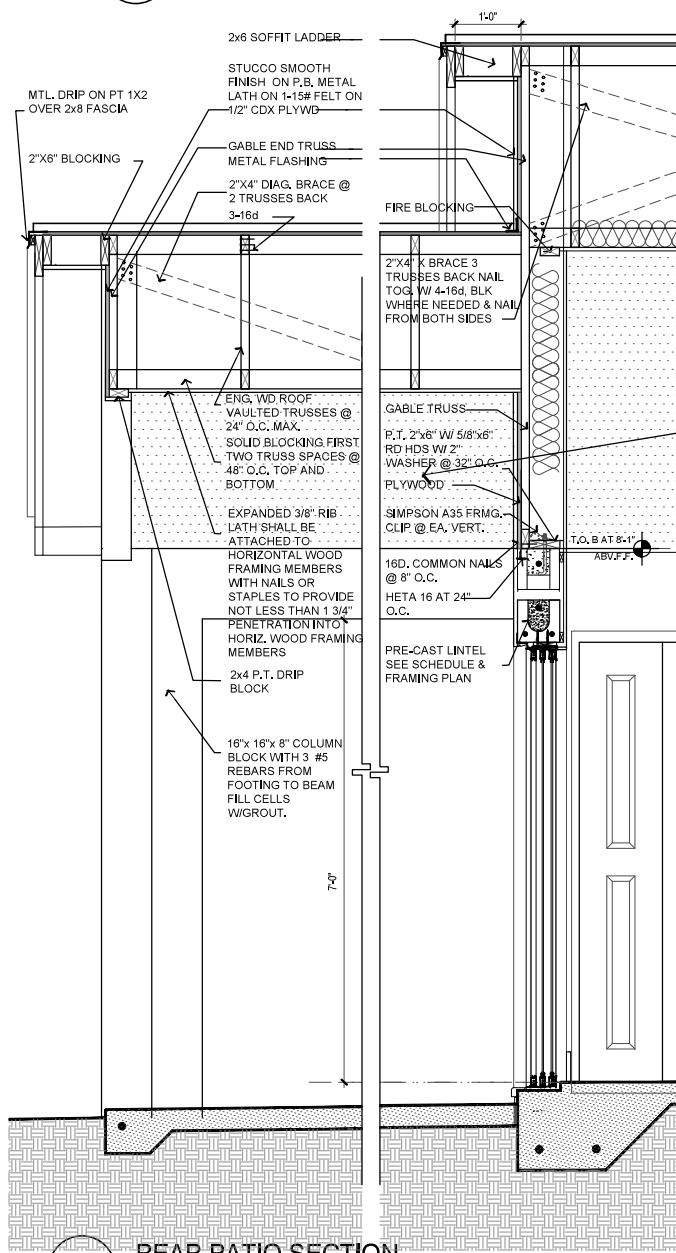 1'-0"
2x6 SOFFIT LADDER
STUCCO SMOOTH
FINISH ON P.B. METAL
LATH ON 1-15# FELT ON
1/2" CDX PLYWD
MTL. DRIP ON PT 1X2
OVER 2x8 FASCIA
GABLE END TRUSS
METAL FLASHING
2"X6" BLOCKING
2"X4" DIAG. BRACE @
2 TRUSSES BACK
3-16d
FIRE BLOCKING
2"X4" X BRACE 3
TRUSSES BACK NAIL
TOG. W/ 4-16d, BLK
WHERE NEEDED & NAIL
FROM BOTH SIDES
ENG. WD ROOF
VAULTED TRUSSES @
24" O.C. MAX.
SOLID BLOCKING FIRST
TWO TRUSS SPACES @
48" O.C. TOP AND
BOTTOM
GABLE TRUSS
P.T. 2"x6" W/ 5/8"x6"
RD HDS W/ 2"
WASHER @ 32" O.C.
PLYWOOD
SIMPSON A35 FRMG.
CLIP @ EA. VERT.
T.O. B AT 8'-1"
ABV.F.F.
EXPANDED 3/8" RIB
LATH SHALL BE
ATTACHED TO
HORIZONTAL WOOD
FRAMING MEMBERS
WITH NAILS OR
STAPLES TO PROVIDE
NOT LESS THAN 1 3/4"
PENETRATION INTO
HORIZ. WOOD FRAMING
MEMBERS
16D. COMMON NAILS
@ 8" O.C.
HETA 16 AT 24"
O.C.
PRE-CAST LINTEL
SEE SCHEDULE &
FRAMING PLAN
2x4 P.T. DRIP
BLOCK
16"x 16"x 8" COLUMN
BLOCK WITH 3 #5
REBARS FROM
FOOTING TO BEAM
FILL CELLS
W/GROUT.
7'-0"
REAR PATIO SECTION